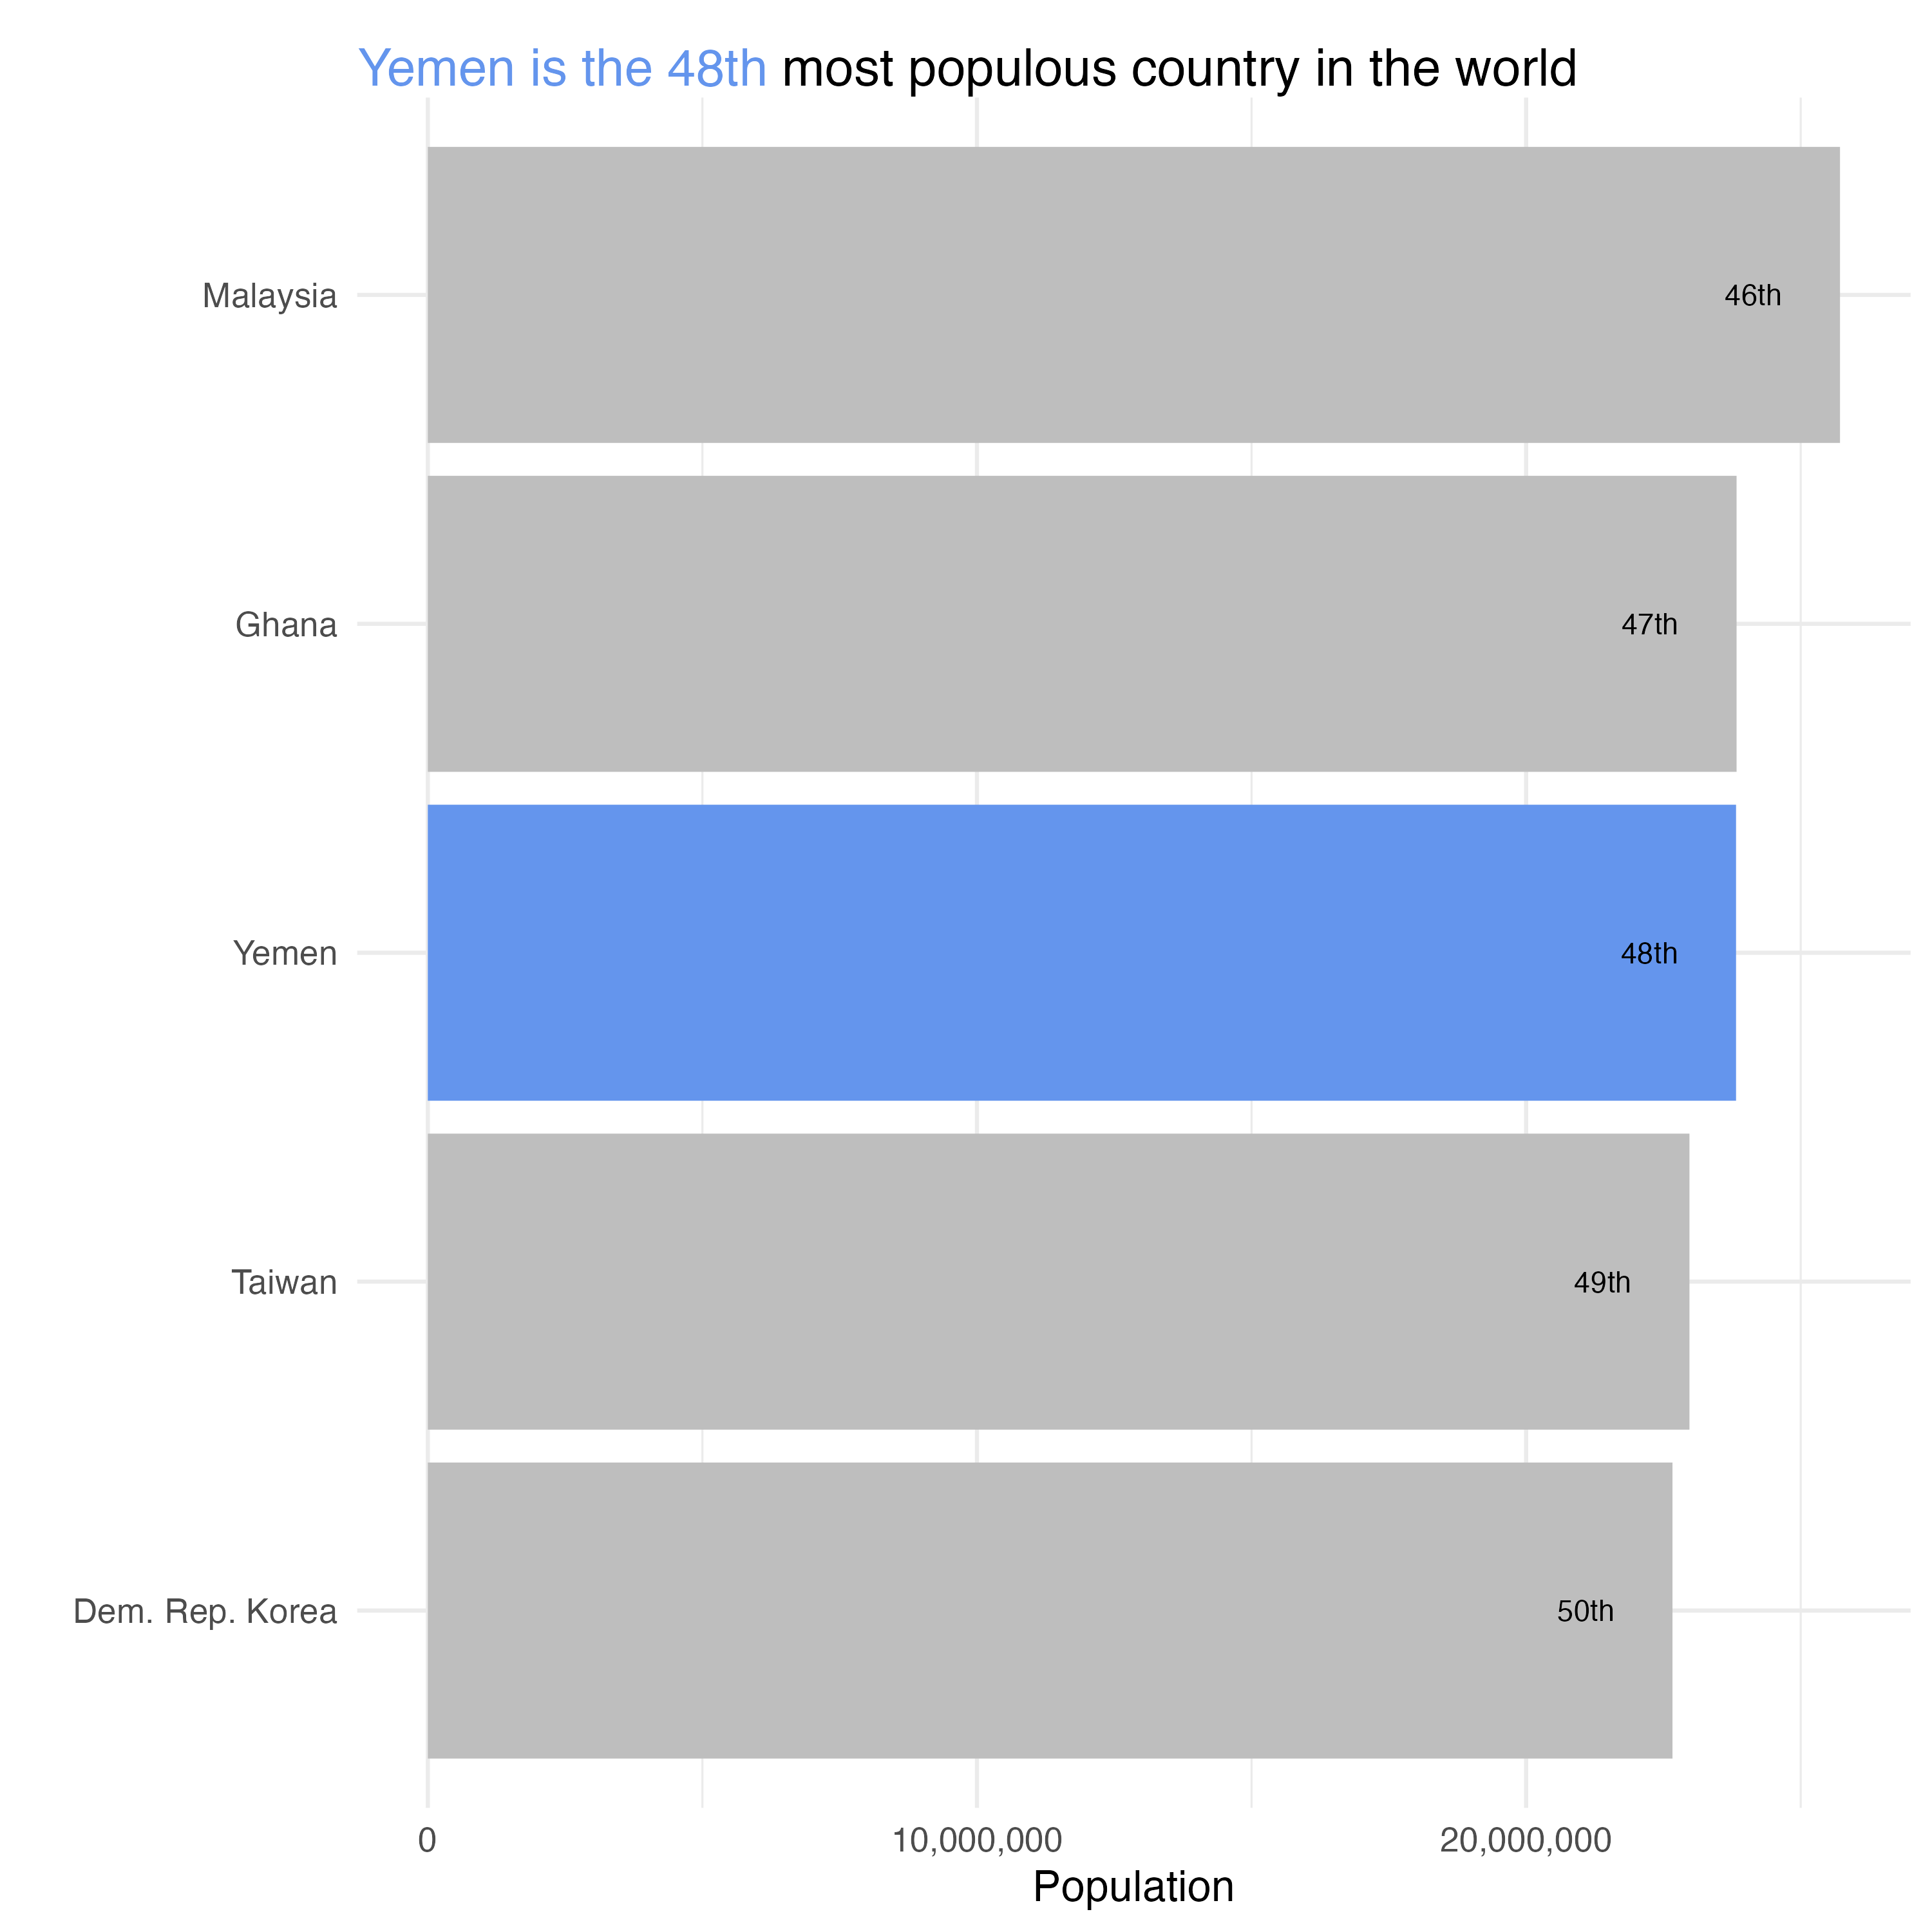 Yemen is the 48th most populous country in the world
Malaysia
46th
Ghana
47th
Yemen
48th
Taiwan
49th
Dem. Rep. Korea
50th
0
10,000,000
20,000,000
Population